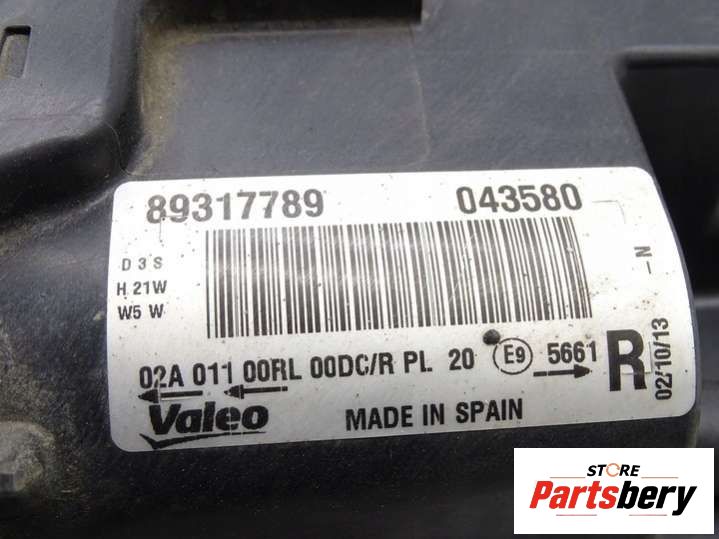 89317789 043580
D3S
H 21W
W5W
N
02A 011 00RL 00DC/R PL 20 E9 5661 R
02/10/13
Valeo MADE IN SPAIN
STORE
Partsbery